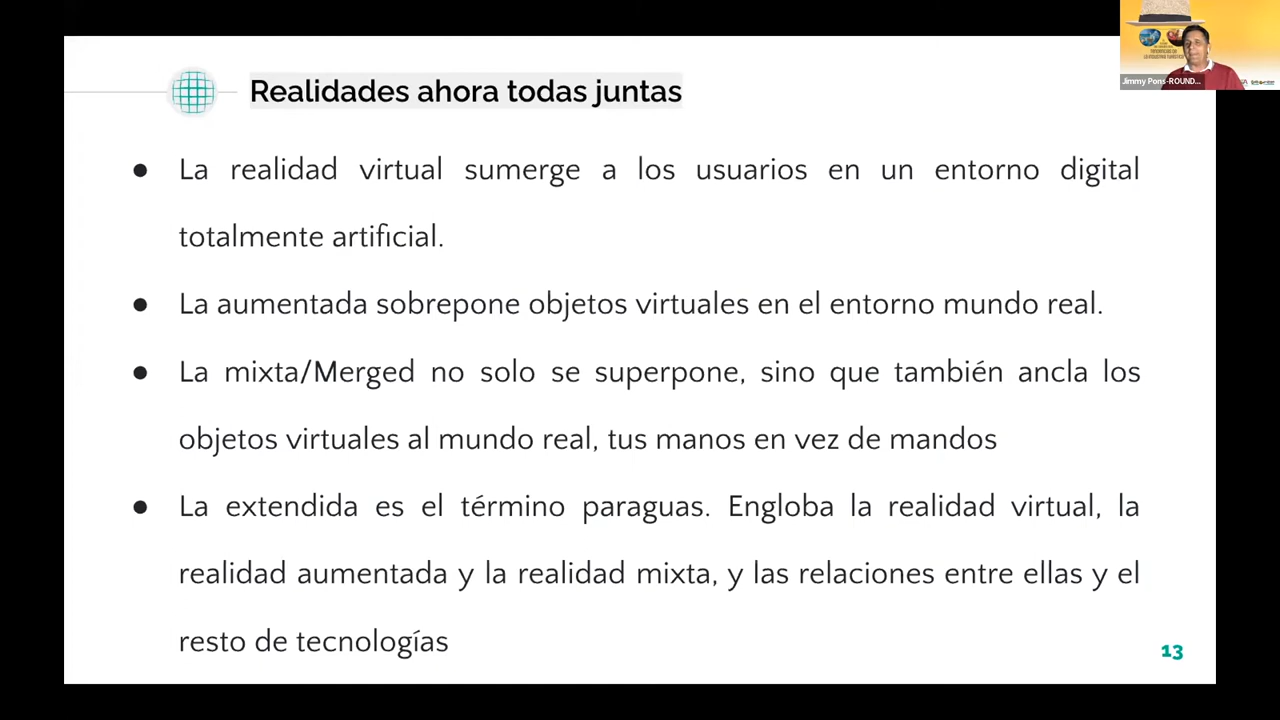 Realidades ahora todas juntas
● La realidad virtual sumerge a los usuarios en un entorno digital
totalmente artificial.
● La aumentada sobrepone objetos virtuales en el entorno mundo real.
● La mixta/Merged no solo se superpone, sino que también ancla los
objetos virtuales al mundo real, tus manos en vez de mandos
● La extendida es el término paraguas. Engloba la realidad virtual, la
realidad aumentada y la realidad mixta, y las relaciones entre ellas y el
resto de tecnologías
13
Jimmy Pons-ROUND...